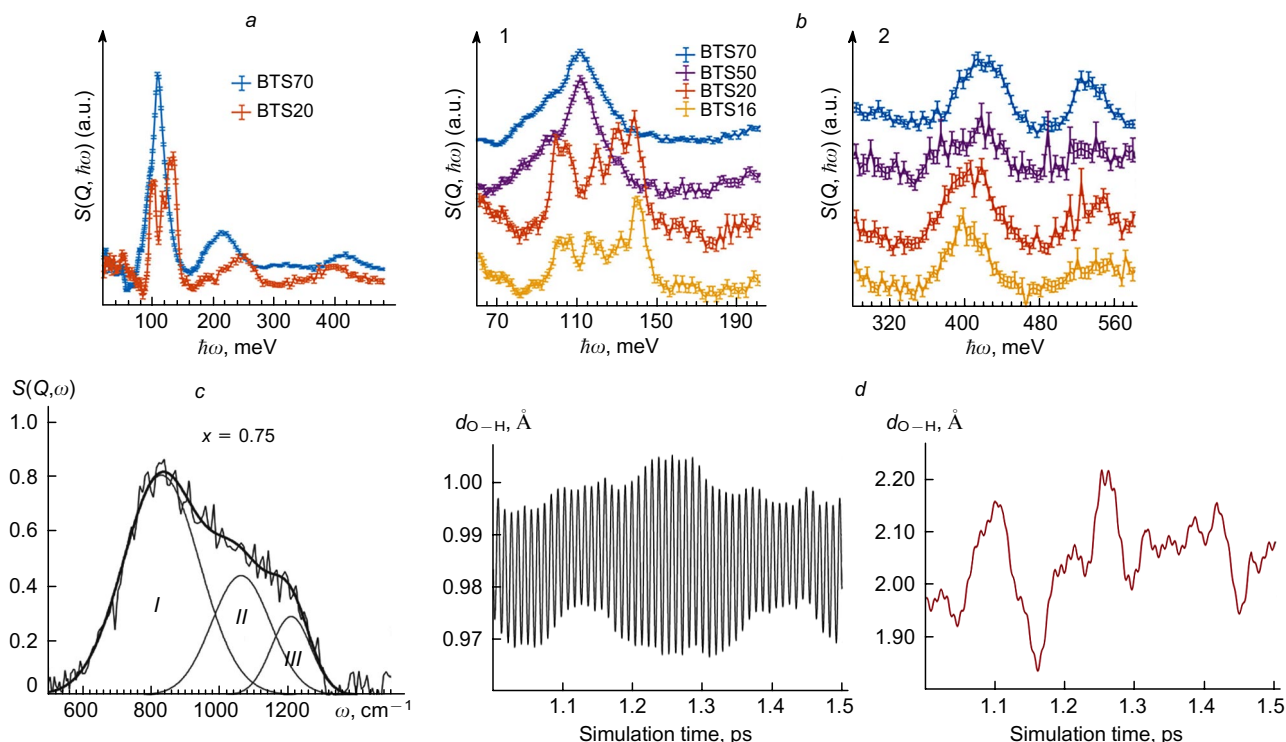 a
S(Q, ħω) (a.u.)
BTS70
BTS20
100
200
300
400
ħω, meV
b
1
S(Q, ħω) (a.u.)
BTS70
BTS50
BTS20
BTS16
70
110
150
190
ħω, meV
2
S(Q, ħω) (a.u.)
320
400
480
560
ħω, meV
c
S(Q,ω)
x = 0.75
1.0
0.8
0.6
0.4
0.2
0
I
II
III
600
800
1000
1200
ω, cm⁻¹
d
d_{O–H}, Å
1.00
0.99
0.98
0.97
1.1
1.2
1.3
1.4
1.5
Simulation time, ps
d_{O–H}, Å
2.20
2.10
2.00
1.90
1.1
1.2
1.3
1.4
1.5
Simulation time, ps